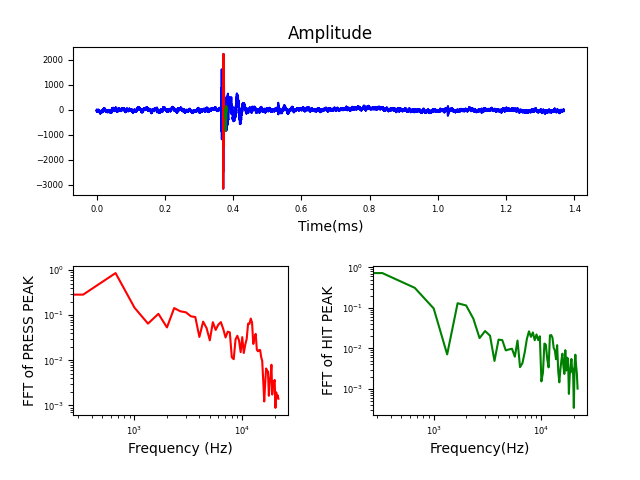 Amplitude
2000
1000
0
−1000
−2000
−3000
0.0 0.2 0.4 0.6 0.8 1.0 1.2 1.4
Time(ms)
FFT of PRESS PEAK
10⁰
10⁻¹
10⁻²
10⁻³
10³ 10⁴
Frequency (Hz)
FFT of HIT PEAK
10⁰
10⁻¹
10⁻²
10⁻³
10³ 10⁴
Frequency(Hz)